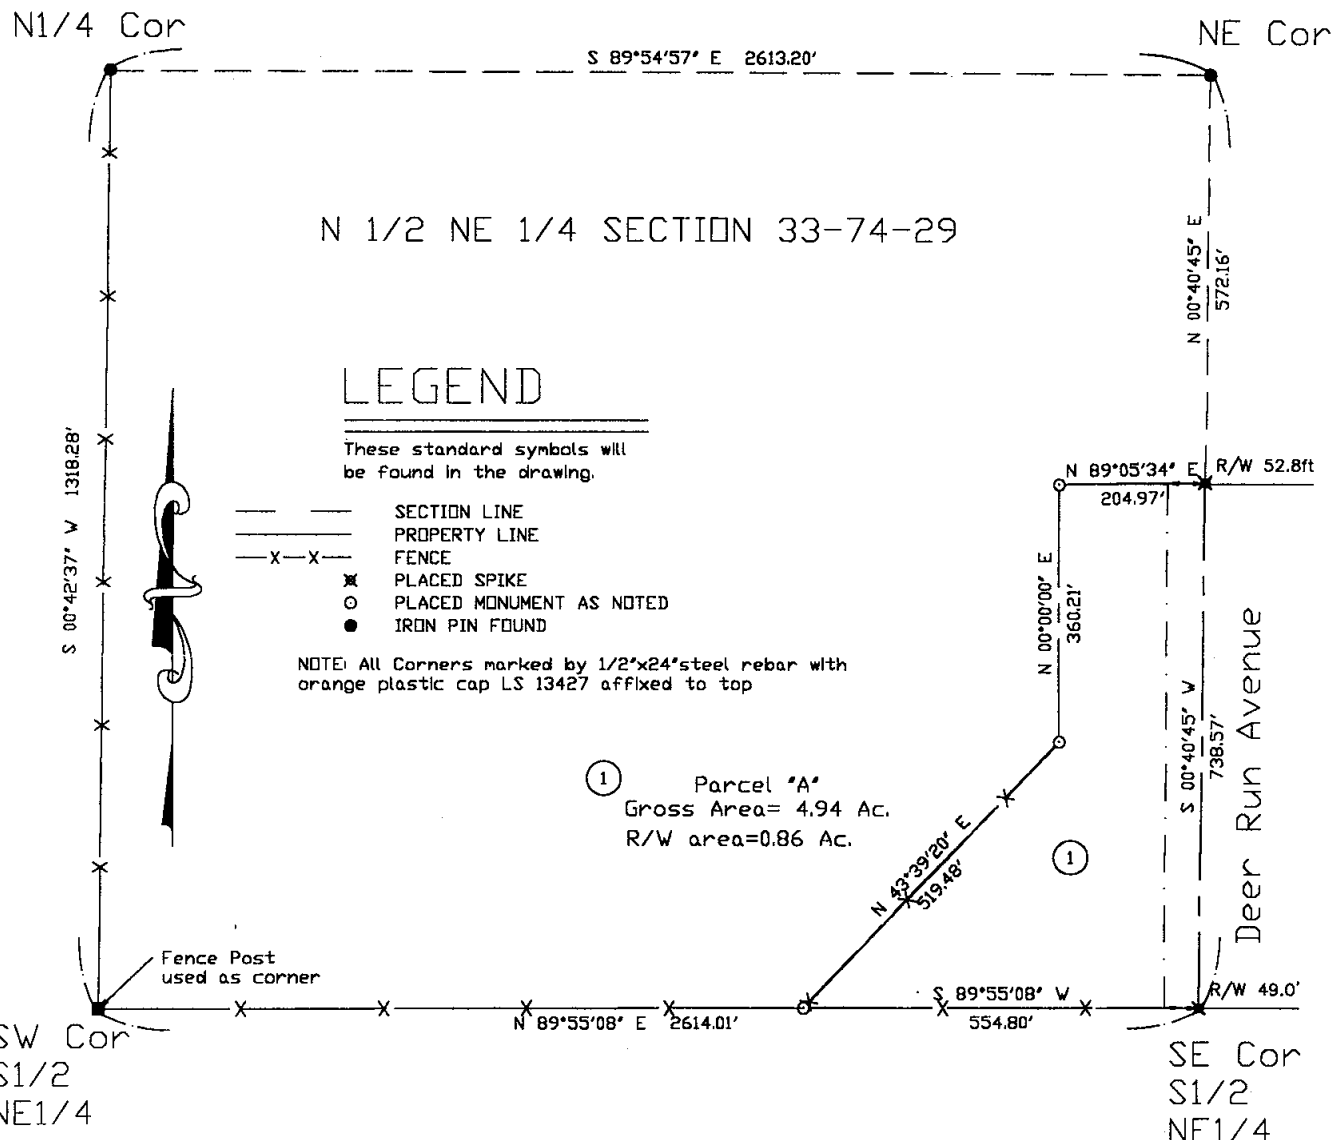 N1/4 Cor
NE Cor
S 89°54'57" E 2613.20'
N 1/2 NE 1/4 SECTION 33-74-29
N 00°40'45" E
572.16'
LEGEND
These standard symbols will
be found in the drawing.
SECTION LINE
PROPERTY LINE
X X FENCE
PLACED SPIKE
PLACED MONUMENT AS NOTED
IRON PIN FOUND
NOTE: All Corners marked by 1/2"x24"steel rebar with
orange plastic cap LS 13427 affixed to top
S 00°42'37" W 1318.28'
N 89°05'34" E
204.97'
R/W 52.8ft
N 00°00'00" E
360.21'
S 00°40'45" W
738.57'
Deer Run Avenue
1
Parcel "A"
Gross Area= 4.94 Ac.
R/W area=0.86 Ac.
N 43°39'20" E
519.48'
1
Fence Post
used as corner
S 89°55'08" W
554.80'
R/W 49.0'
N 89°55'08" E 2614.01'
SW Cor
S1/2
NE1/4
SE Cor
S1/2
NE1/4